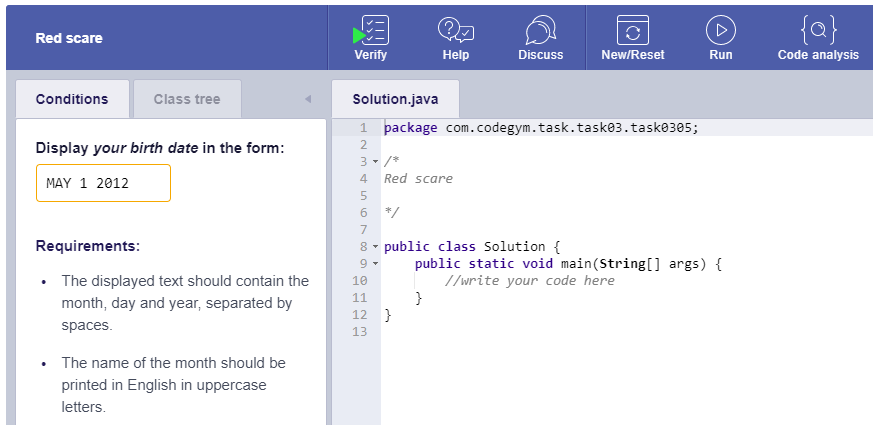 Red scare
Verify
Help
Discuss
New/Reset
Run
Code analysis
Conditions
Class tree
Display your birth date in the form:
MAY 1 2012
Requirements:
• The displayed text should contain the
month, day and year, separated by
spaces.
• The name of the month should be
printed in English in uppercase
letters.
Solution.java
1 package com.codegym.task.task03.task0305;
2
3 /*
4 Red scare
5
6 */
7
8 public class Solution {
9     public static void main(String[] args) {
10         //write your code here
11     }
12 }
13